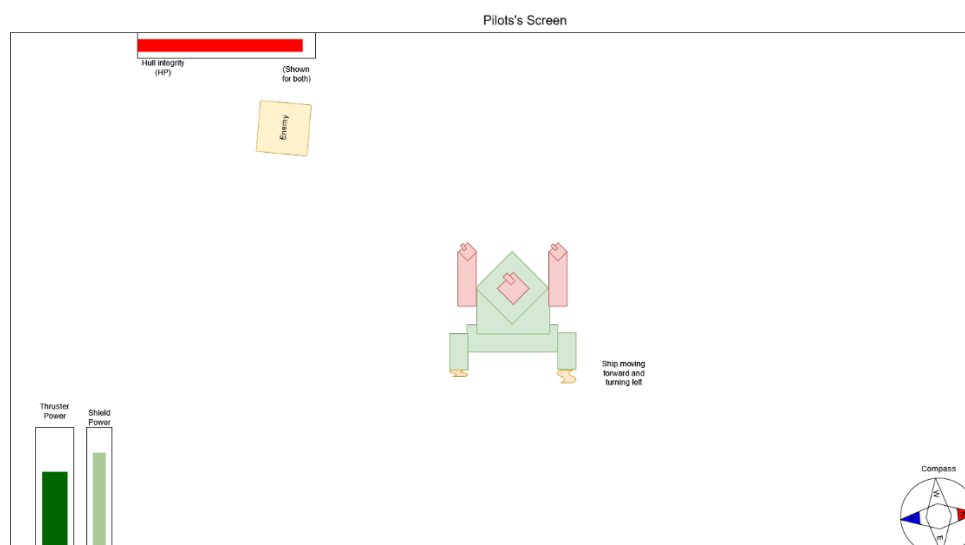 Pilots's Screen
Hull integrity
(HP)
(Shown
for both)
Enemy
Ship moving
forward and
turning left
Thruster
Power
Shield
Power
Compass
W
E